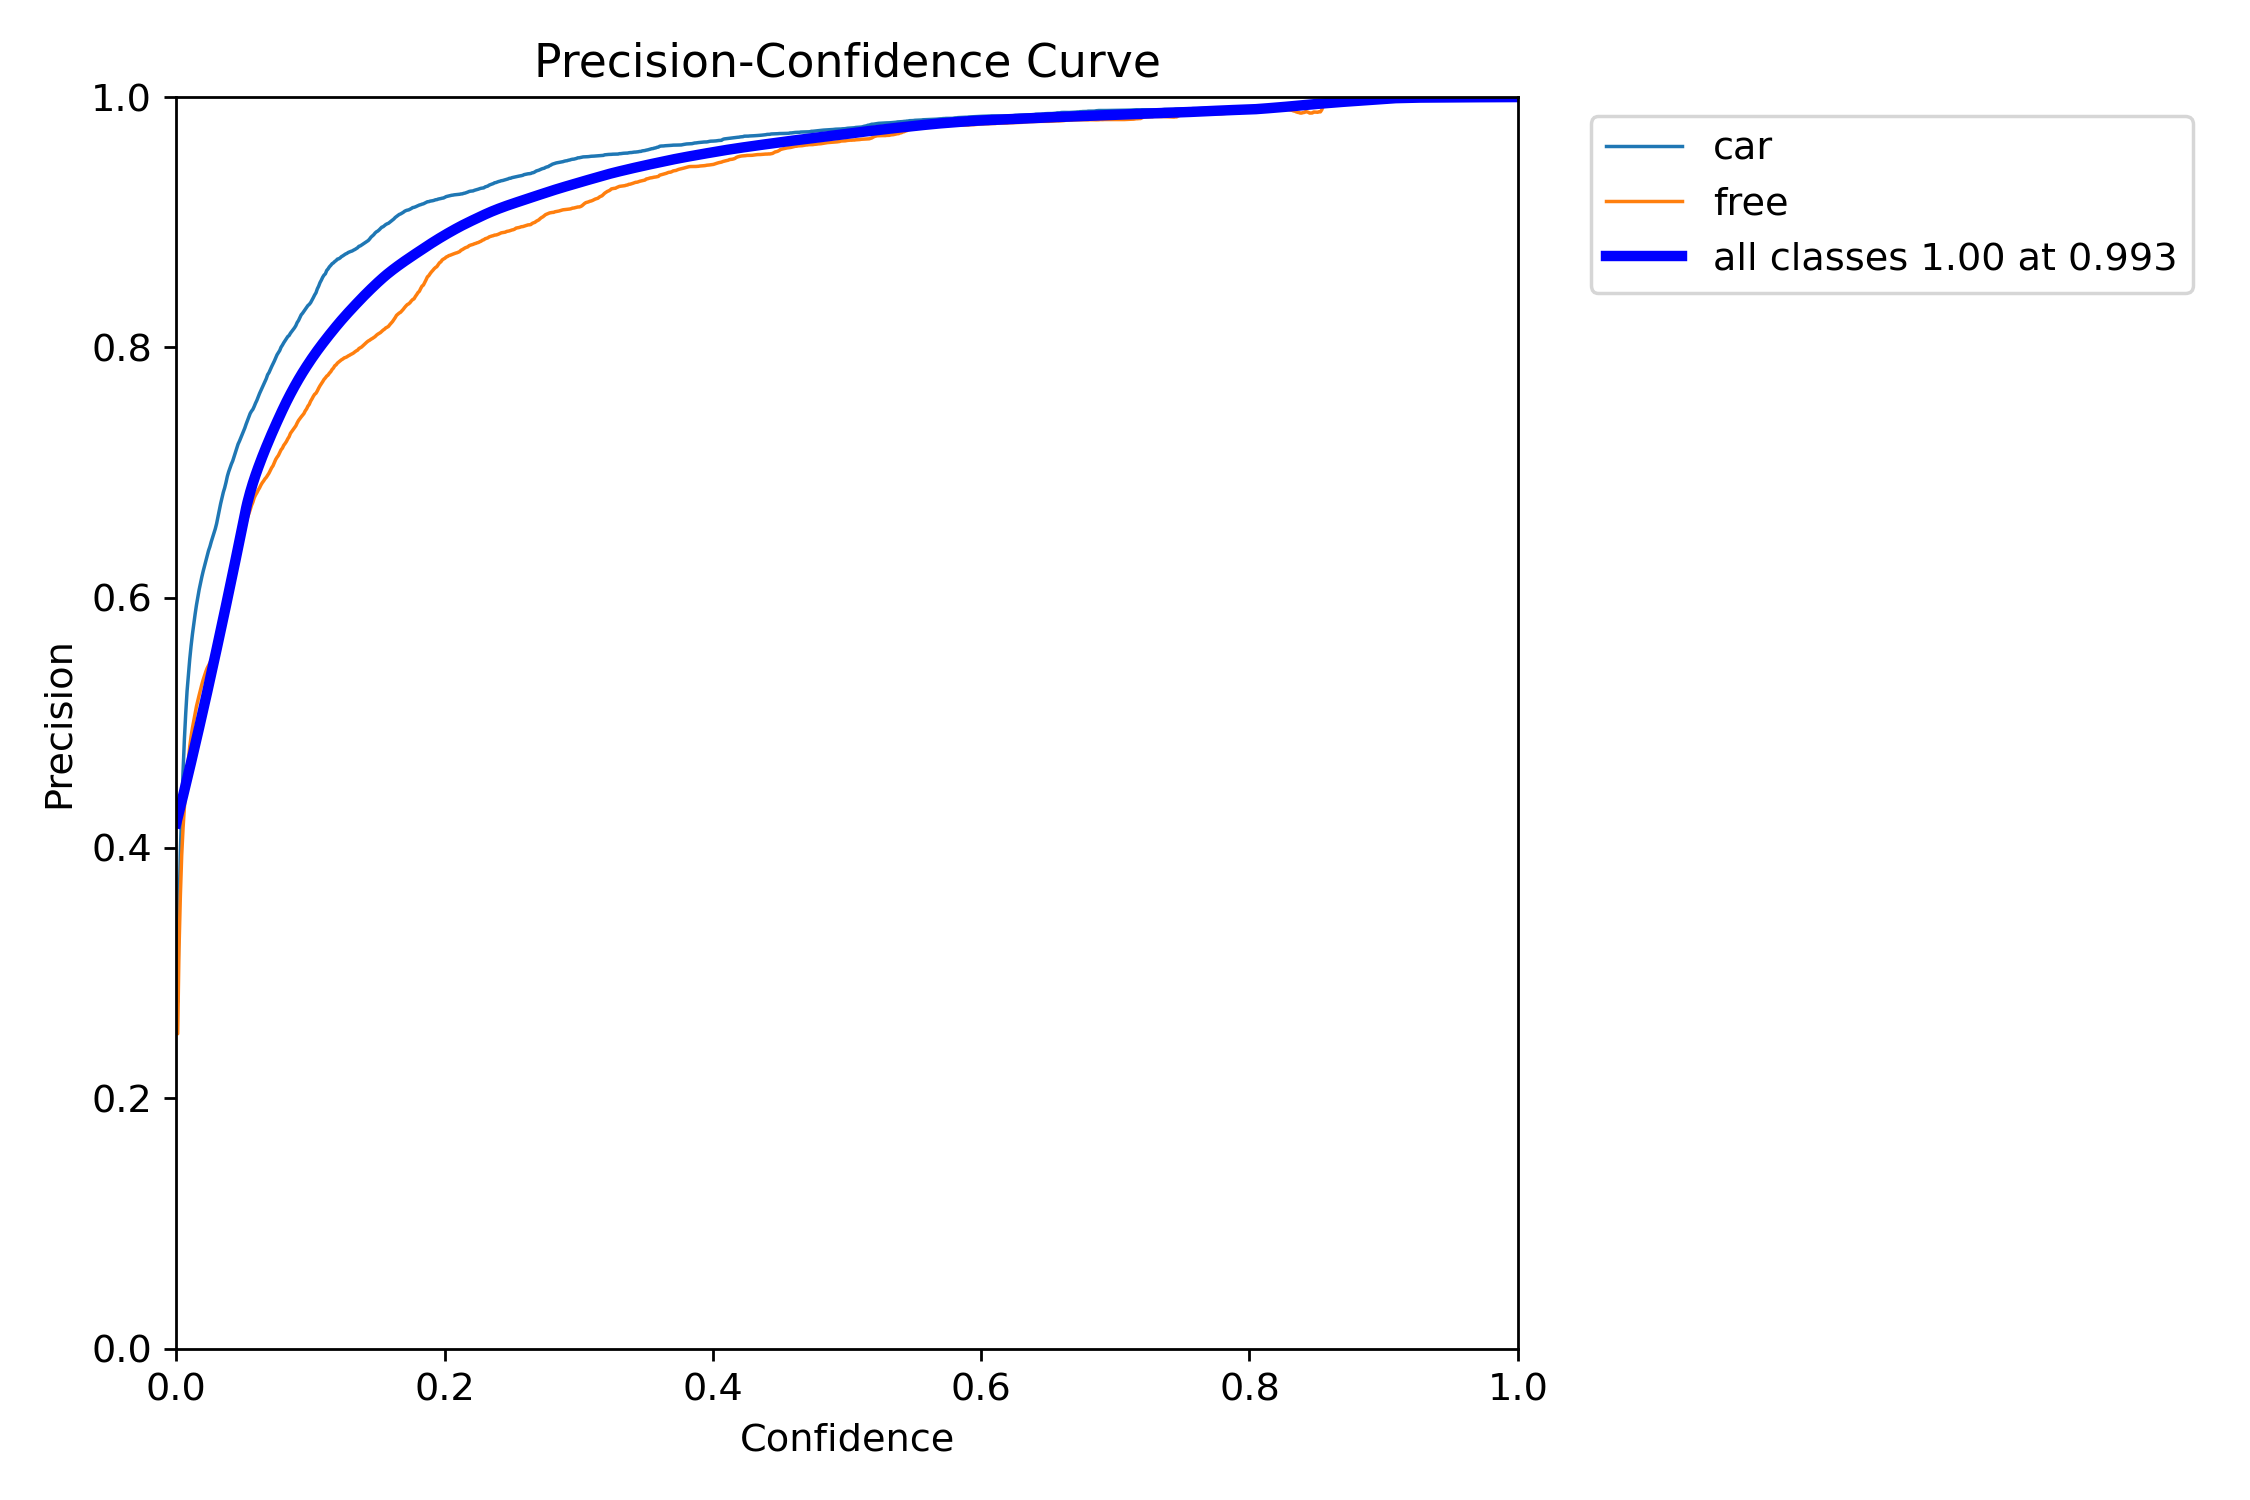 Precision-Confidence Curve
1.0
0.8
0.6
0.4
0.2
0.0
Precision
0.0 0.2 0.4 0.6 0.8 1.0
Confidence
car
free
all classes 1.00 at 0.993